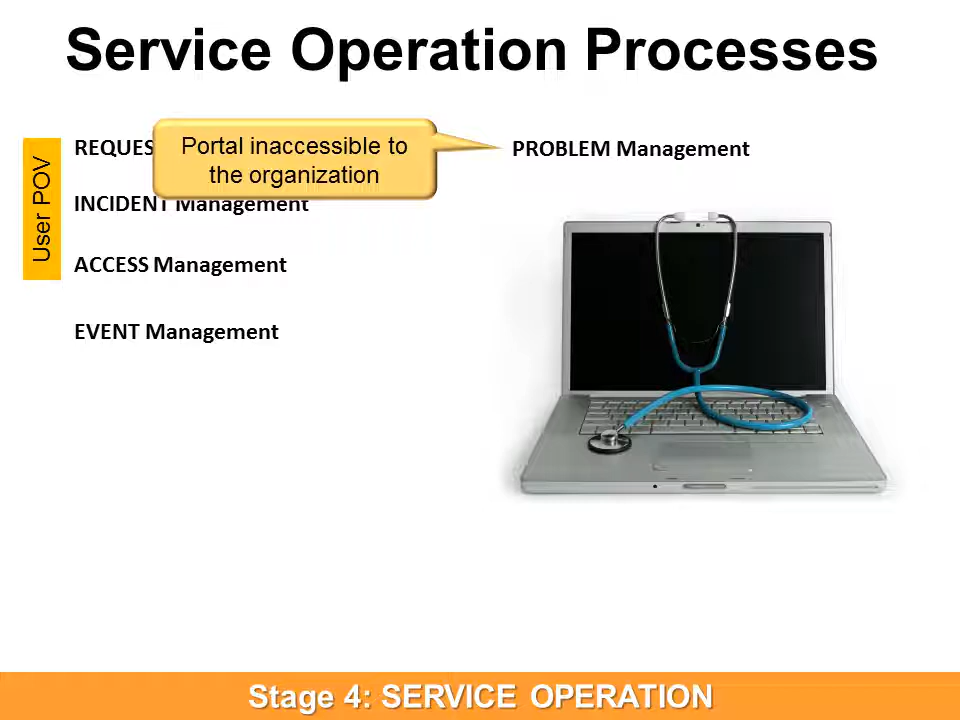 Service Operation Processes
User POV
REQUES
Portal inaccessible to
the organization
PROBLEM Management
INCIDENT Management
ACCESS Management
EVENT Management
Stage 4: SERVICE OPERATION